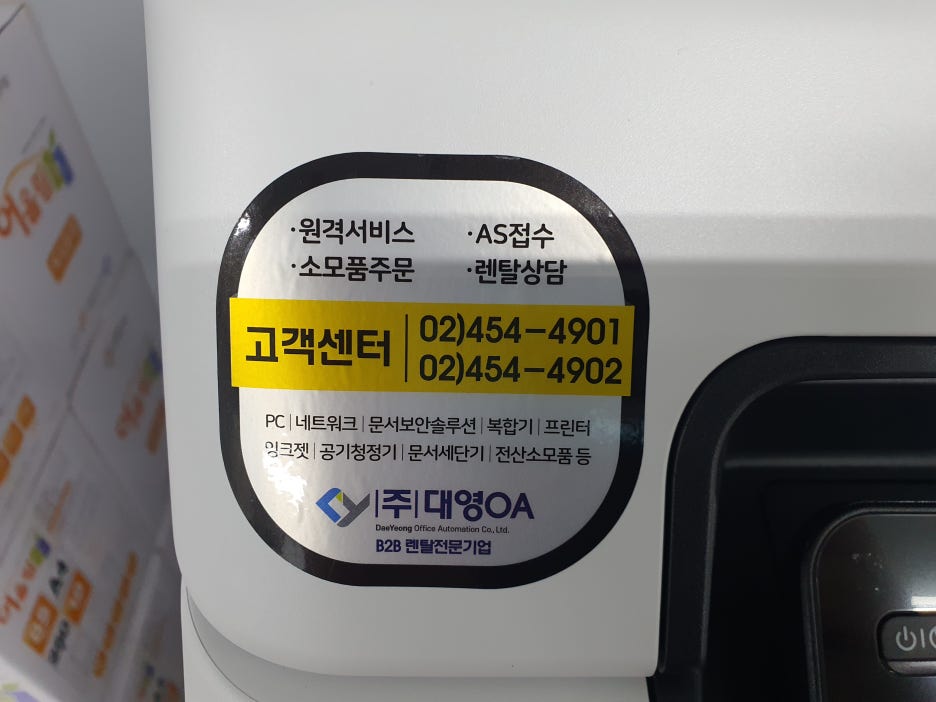 ·원격서비스 ·AS접수
·소모품주문 ·렌탈상담
고객센터 02)454-4901
02)454-4902
PC | 네트워크 | 문서보안솔루션 | 복합기 | 프린터
잉크젯 | 공기청정기 | 문서세단기 | 전산소모품 등
|주|대영OA
DaeYeong Office Automation Co., Ltd.
B2B 렌탈전문기업
A4